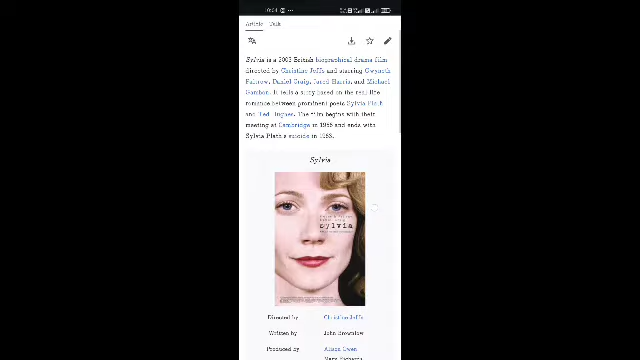 10:04
Article Talk
Sylvia is a 2003 British biographical drama film
directed by Christine Jeffs and starring Gwyneth
Paltrow, Daniel Craig, Jared Harris, and Michael
Gambon. It tells a story based on the real-life
romance between prominent poets Sylvia Plath
and Ted Hughes. The film begins with their
meeting at Cambridge in 1956 and ends with
Sylvia Plath's suicide in 1963.
Sylvia
sylvia
Directed by Christine Jeffs
Written by John Brownlow
Produced by Alison Owen